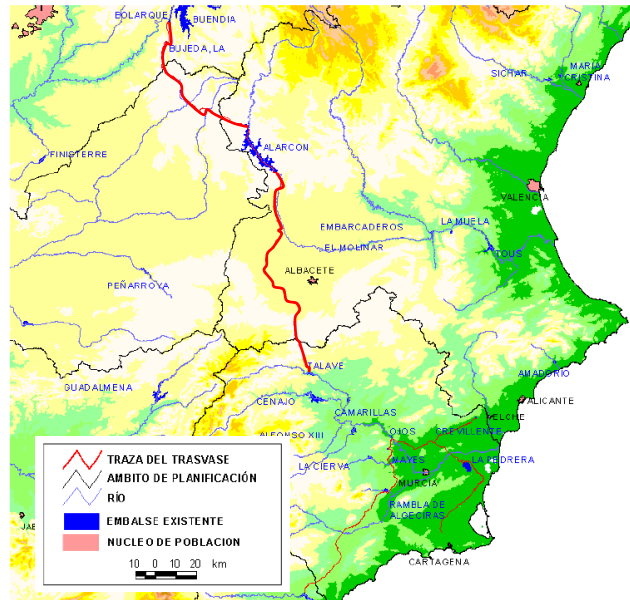 BOLARQUE
BUENDIA
BUJEDA, LA
MARÍA
CRISTINA
SICHAR
ALARCON
FINISTERRE
VALENCIA
EMBARCADEROS
LA MUELA
EL MOLINAR
TOUS
ALBACETE
PEÑARROYA
TALAVE
AMADORIO
GUADALMENA
CENAJO
ALICANTE
CAMARILLAS
ELCHE
ALFONSO XIII
OJOS
CREVILLENTE
LA CIERVA
MAYES
LA PEDRERA
MURCIA
RAMBLA DE
ALGECIRAS
CARTAGENA
TRAZA DEL TRASVASE
AMBITO DE PLANIFICACIÓN
RÍO
EMBALSE EXISTENTE
NUCLEO DE POBLACION
10 0 10 20 km